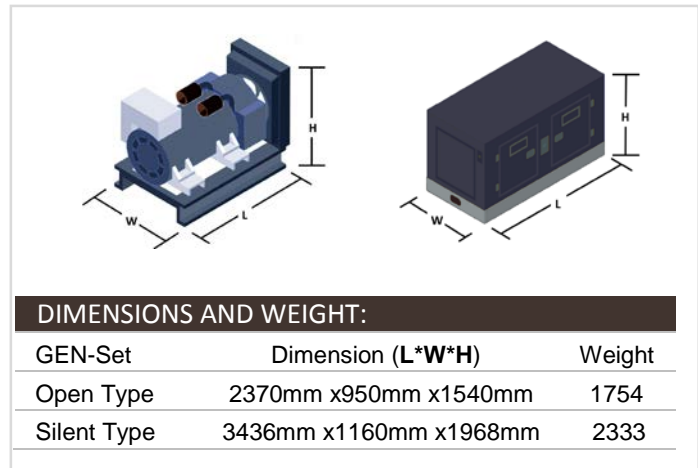 H
W
L
H
W
L
DIMENSIONS AND WEIGHT:
GEN-Set Dimension (L*W*H) Weight
Open Type 2370mm x950mm x1540mm 1754
Silent Type 3436mm x1160mm x1968mm 2333